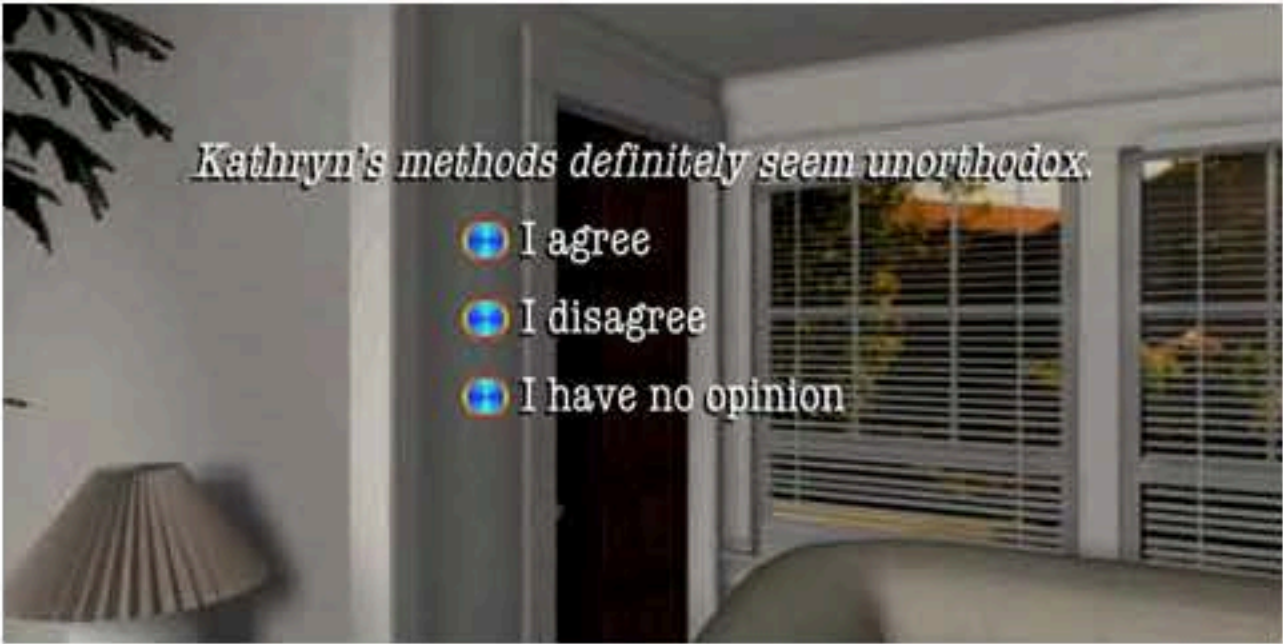 Kathryn's methods definitely seem unorthodox.
I agree
I disagree
I have no opinion